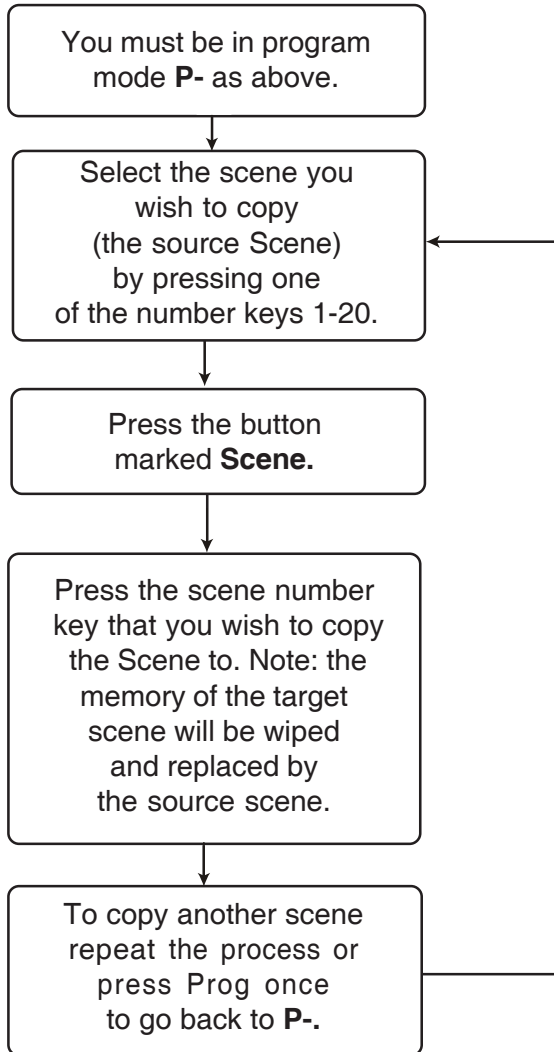 You must be in program
mode P- as above.
Select the scene you
wish to copy
(the source Scene)
by pressing one
of the number keys 1-20.
Press the button
marked Scene.
Press the scene number
key that you wish to copy
the Scene to. Note: the
memory of the target
scene will be wiped
and replaced by
the source scene.
To copy another scene
repeat the process or
press Prog once
to go back to P-.